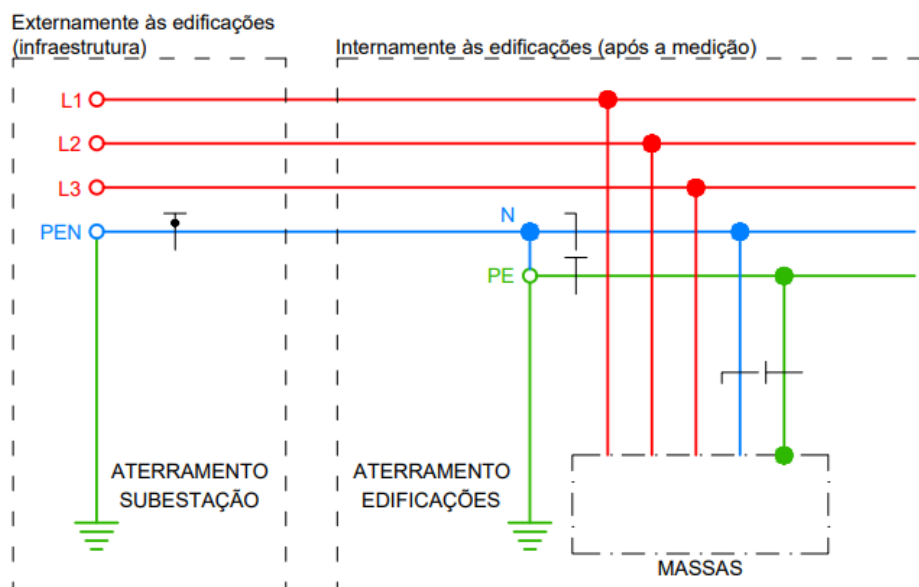 Externamente às edificações
(infraestrutura)
Internamente às edificações (após a medição)
L1
L2
L3
PEN
N
PE
ATERRAMENTO
SUBESTAÇÃO
ATERRAMENTO
EDIFICAÇÕES
MASSAS